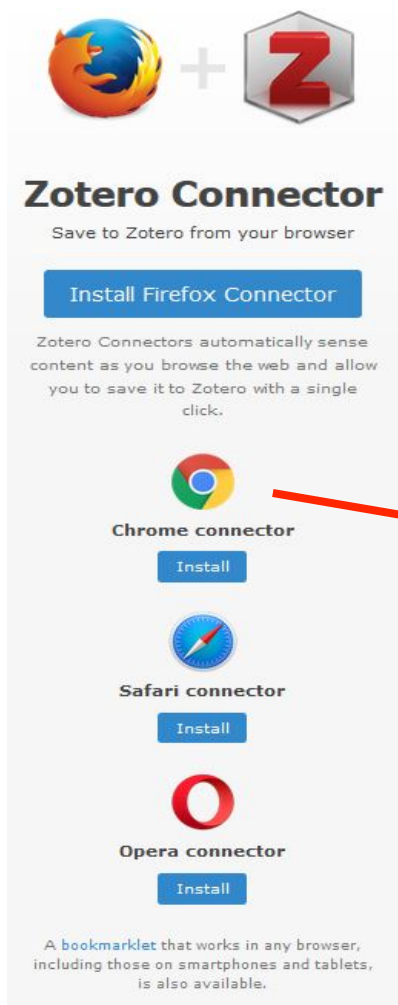 Z
Zotero Connector
Save to Zotero from your browser
Install Firefox Connector
Zotero Connectors automatically sense
content as you browse the web and allow
you to save it to Zotero with a single
click.
Chrome connector
Install
Safari connector
Install
Opera connector
Install
A bookmarklet that works in any browser,
including those on smartphones and tablets,
is also available.